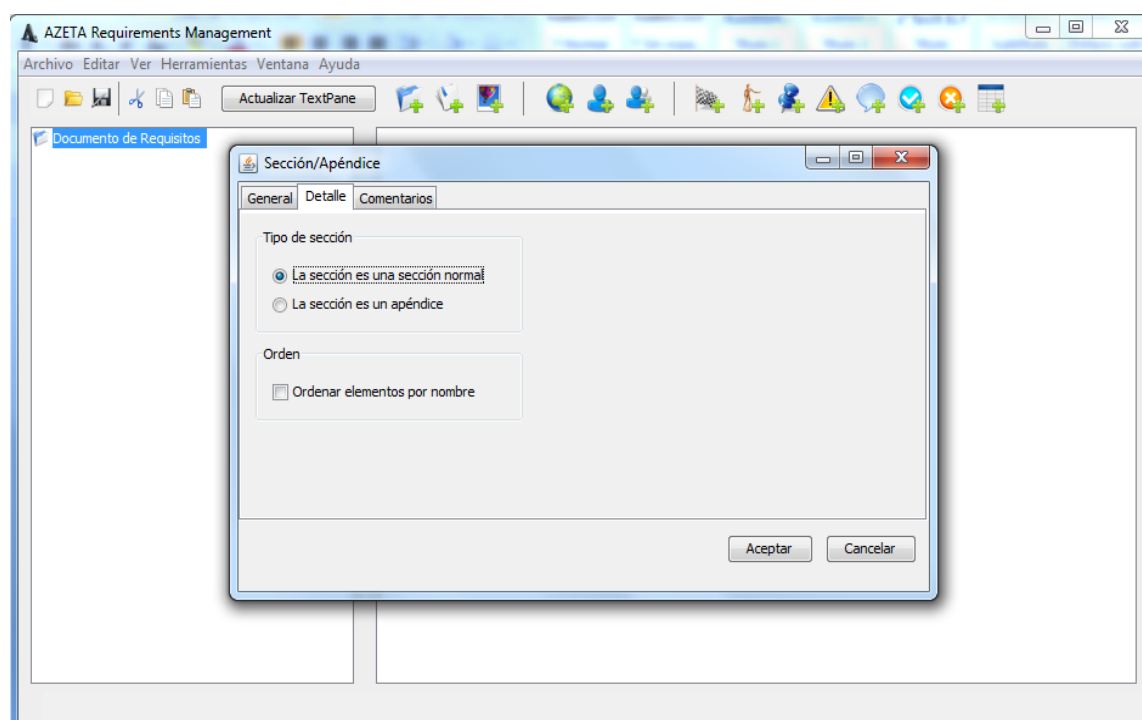 AZETA Requirements Management
Archivo Editar Ver Herramientas Ventana Ayuda
Actualizar TextPane
Documento de Requisitos
Sección/Apéndice
General Detalle Comentarios
Tipo de sección
La sección es una sección normal
La sección es un apéndice
Orden
Ordenar elementos por nombre
Aceptar Cancelar